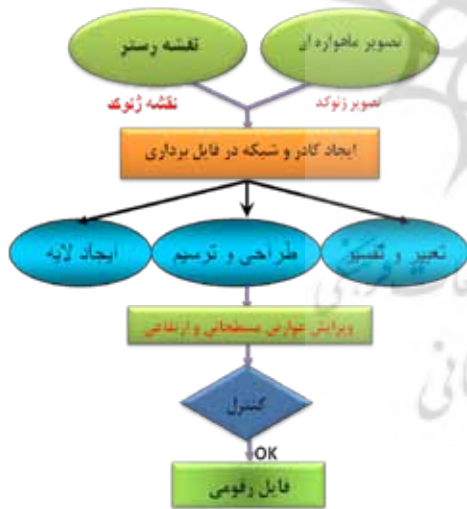 تصویر ماهواره ای
نقشه رستر
تصویر ژئوکد
نقشه ژئوکد
ایجاد کادر و شبکه در فایل برداری
تعبیر و تفسیر
طراحی و ترسیم
ایجاد لایه
ویرایش عوارض مسطحاتی و ارتفاعی
کنترل
OK
فایل رقومی